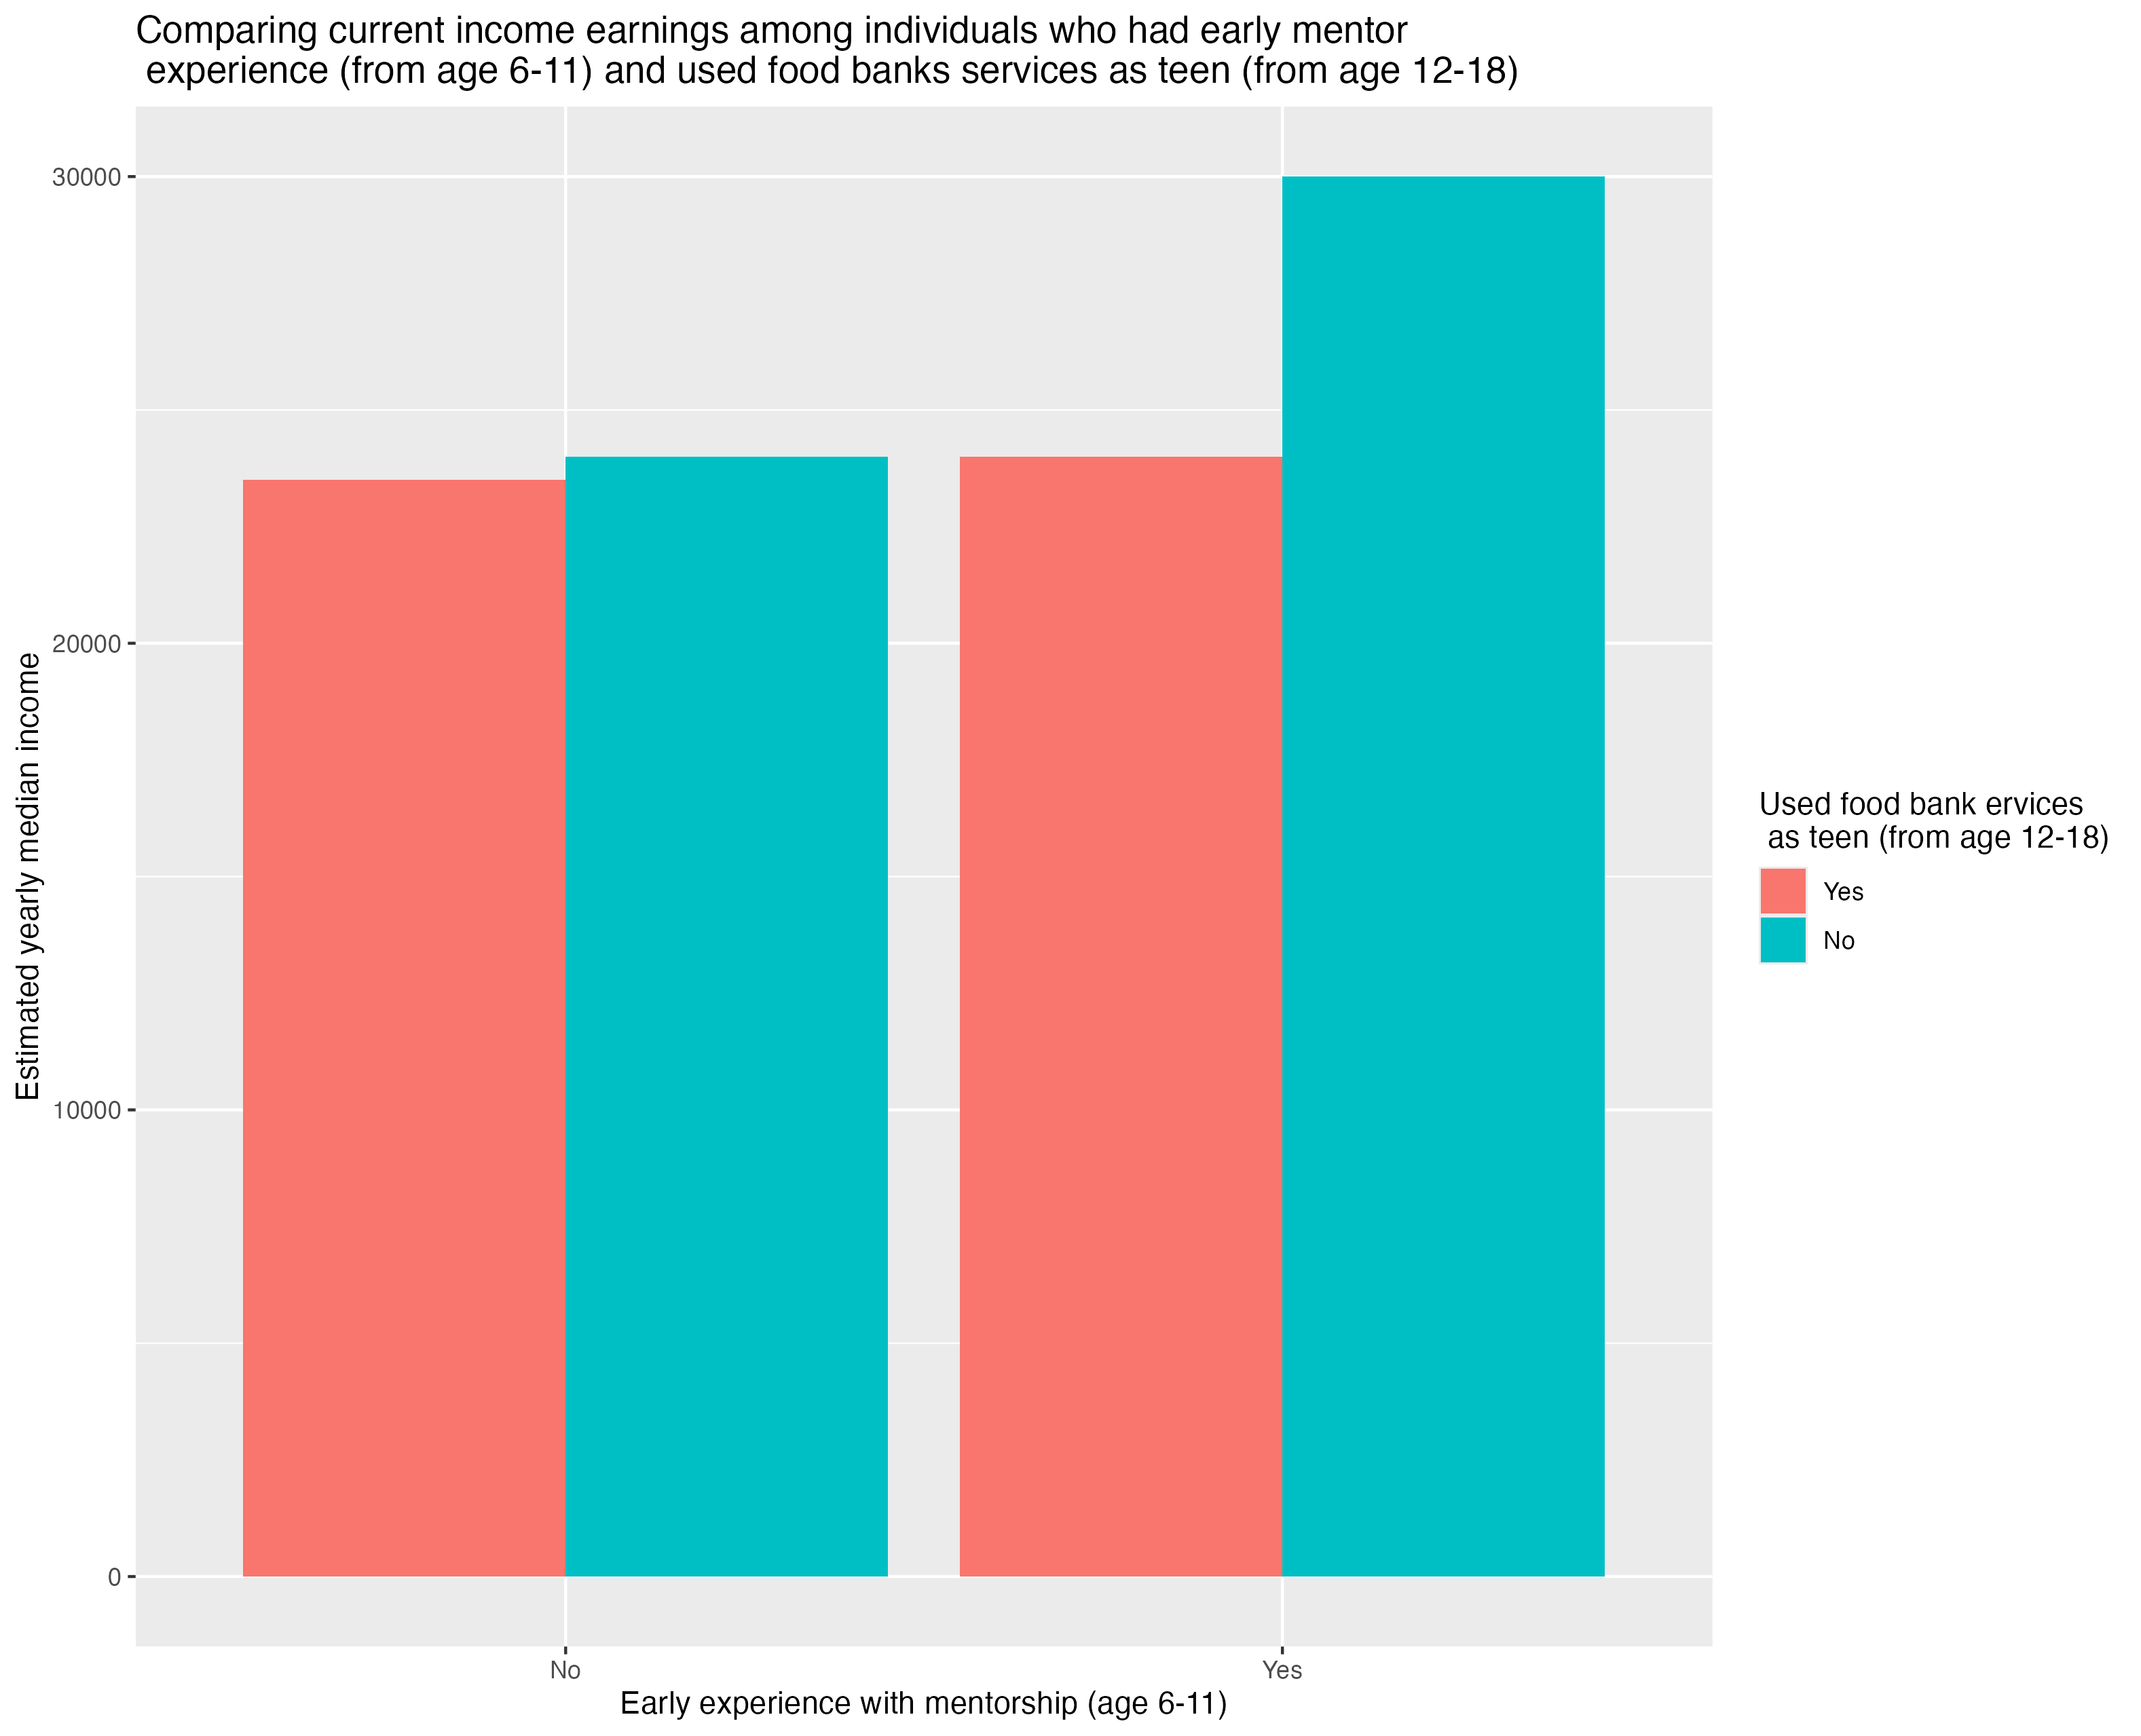 Comparing current income earnings among individuals who had early mentor
experience (from age 6-11) and used food banks services as teen (from age 12-18)
30000
20000
10000
0
Estimated yearly median income
No
Yes
Early experience with mentorship (age 6-11)
Used food bank ervices
as teen (from age 12-18)
Yes
No